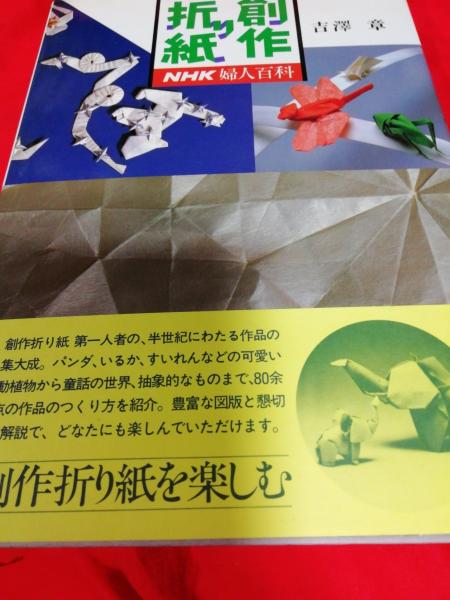 創作
折り紙
NHK 婦人百科
吉澤 章
創作折り紙 第一人者の、半世紀にわたる作品の
集大成。パンダ、いるか、すいれんなどの可愛い
動植物から童話の世界、抽象的なものまで、80余
点の作品のつくり方を紹介。豊富な図版と懇切
解説で、どなたにも楽しんでいただけます。
創作折り紙を楽しむ